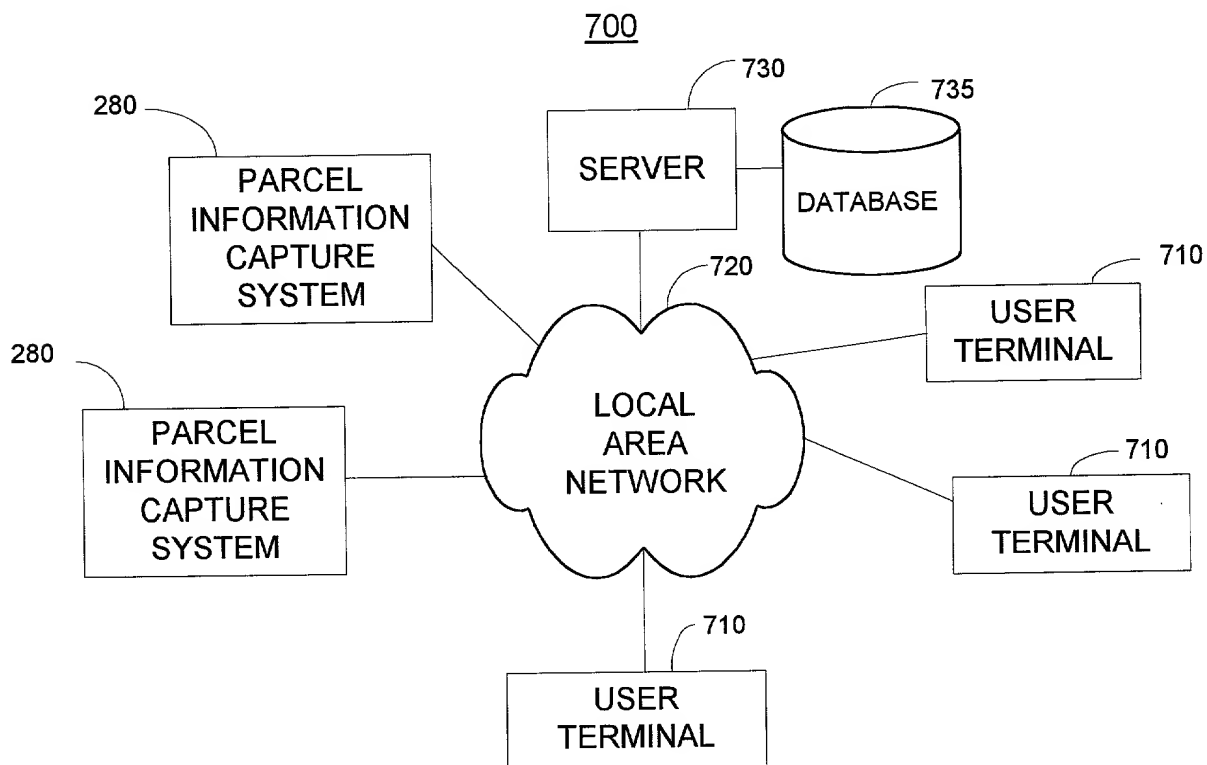 700
730
735
280
PARCEL
INFORMATION
CAPTURE
SYSTEM
SERVER
DATABASE
720
710
USER
TERMINAL
280
PARCEL
INFORMATION
CAPTURE
SYSTEM
LOCAL
AREA
NETWORK
710
USER
TERMINAL
710
USER
TERMINAL